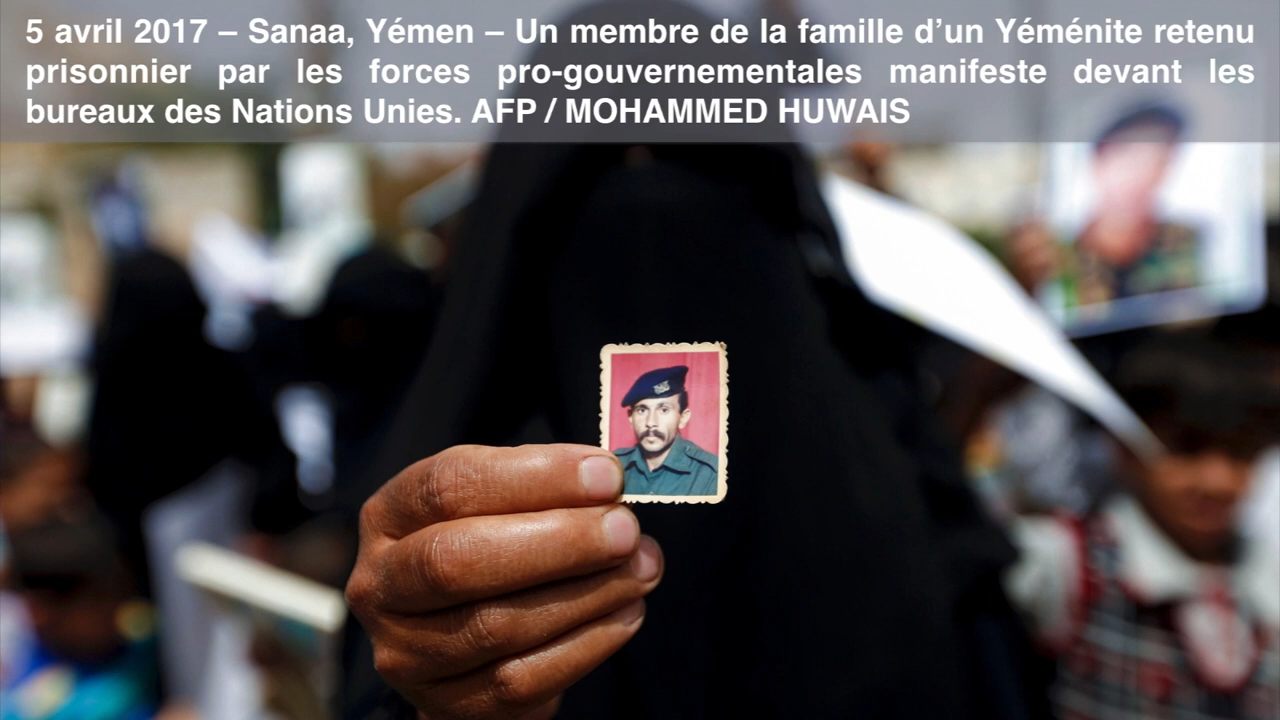 5 avril 2017 – Sanaa, Yémen – Un membre de la famille d’un Yéménite retenu
prisonnier par les forces pro-gouvernementales manifeste devant les
bureaux des Nations Unies. AFP / MOHAMMED HUWAIS